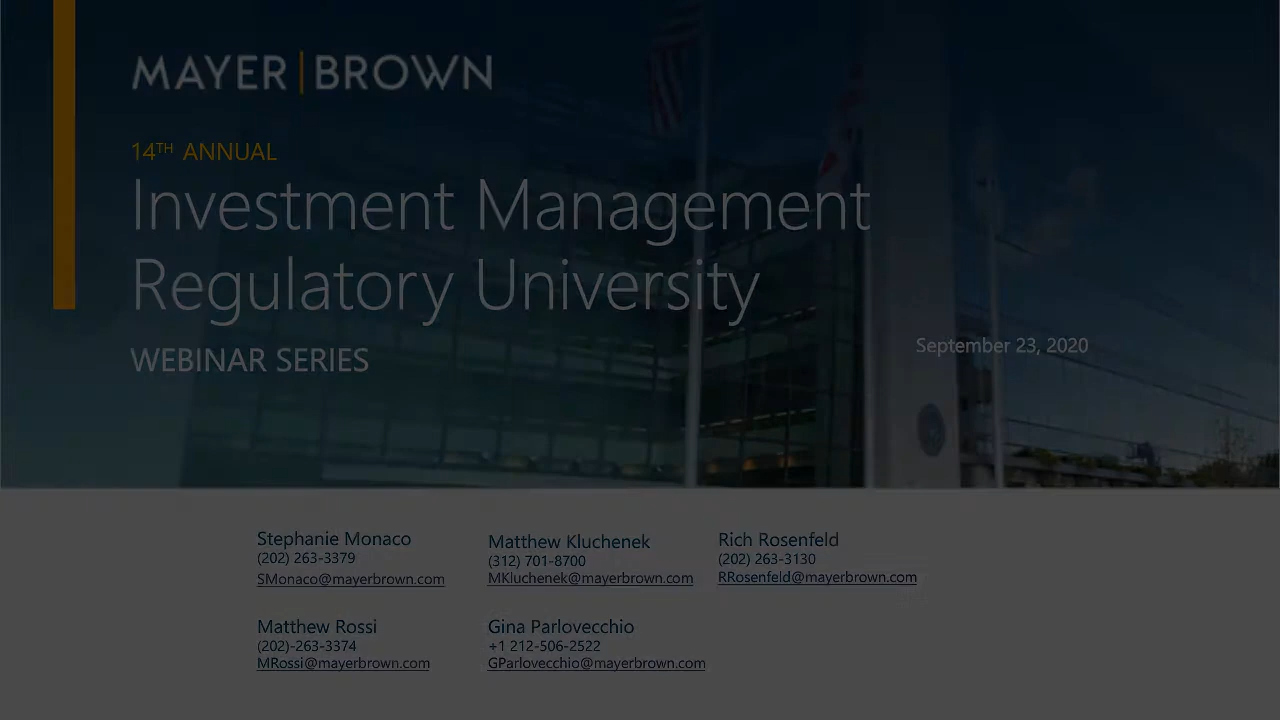 MAYER|BROWN
14TH ANNUAL
Investment Management
Regulatory University
WEBINAR SERIES
September 23, 2020
Stephanie Monaco
(202) 263-3379
SMonaco@mayerbrown.com
Matthew Kluchenek
(312) 701-8700
MKluchenek@mayerbrown.com
Rich Rosenfeld
(202) 263-3130
RRosenfeld@mayerbrown.com
Matthew Rossi
(202)-263-3374
MRossi@mayerbrown.com
Gina Parlovecchio
+1 212-506-2522
GParlovecchio@mayerbrown.com